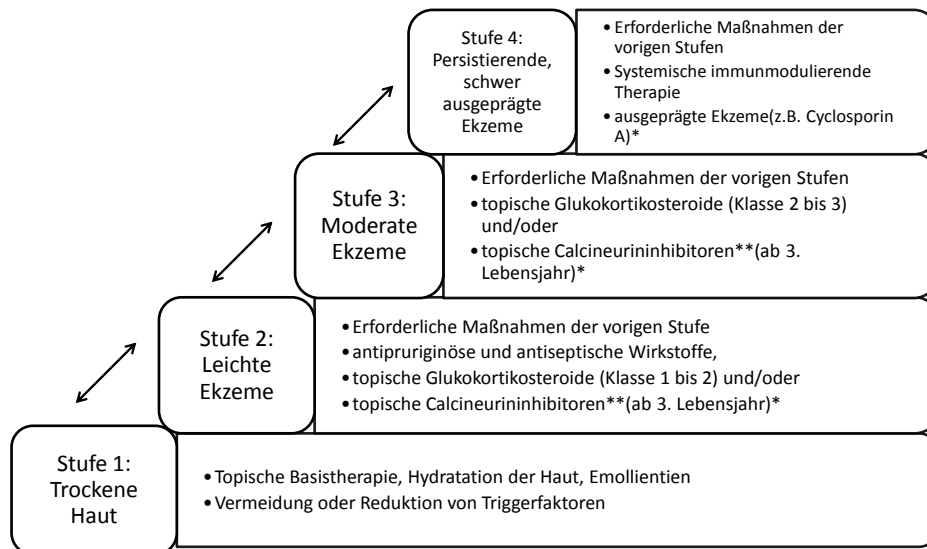 Stufe 4:
Persistierende,
schwer
ausgeprägte
Ekzeme
•Erforderliche Maßnahmen der
vorigen Stufen
•Systemische immunmodulierende
Therapie
•ausgeprägte Ekzeme(z.B. Cyclosporin
A)*
Stufe 3:
Moderate
Ekzeme
•Erforderliche Maßnahmen der vorigen Stufen
•topische Glukokortikosteroide (Klasse 2 bis 3)
und/oder
•topische Calcineurininhibitoren**(ab 3.
Lebensjahr)*
Stufe 2:
Leichte
Ekzeme
•Erforderliche Maßnahmen der vorigen Stufe
•antipruriginöse und antiseptische Wirkstoffe,
•topische Glukokortikosteroide (Klasse 1 bis 2) und/oder
•topische Calcineurininhibitoren**(ab 3. Lebensjahr)*
Stufe 1:
Trockene
Haut
•Topische Basistherapie, Hydratation der Haut, Emollientien
•Vermeidung oder Reduktion von Triggerfaktoren